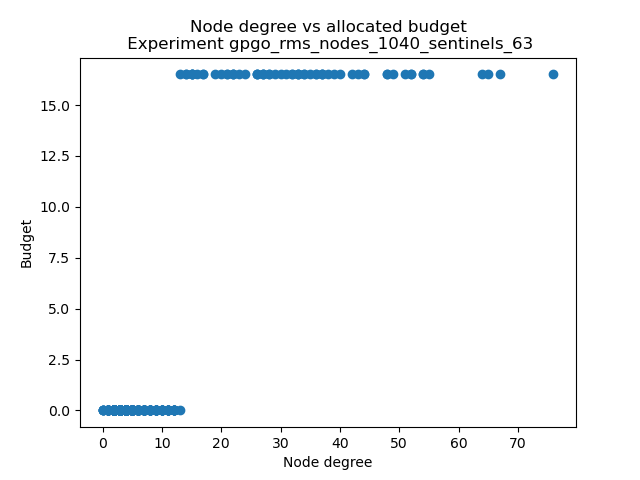 Node degree vs allocated budget
Experiment gpgo_rms_nodes_1040_sentinels_63
15.0
12.5
10.0
7.5
5.0
2.5
0.0
Budget
0 10 20 30 40 50 60 70
Node degree